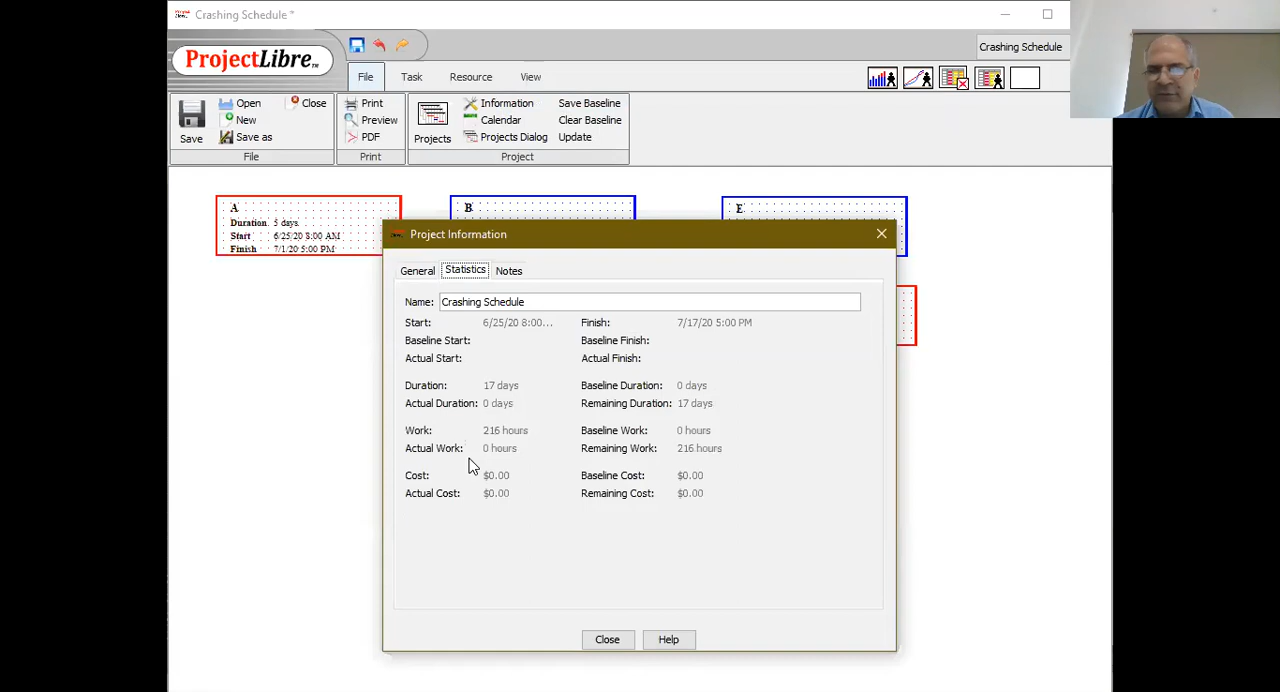 Crashing Schedule *
ProjectLibre™
Crashing Schedule
File Task Resource View
Save
Open
New
Save as
Close
File
Print
Preview
PDF
Print
Projects
Information
Calendar
Projects Dialog
Save Baseline
Clear Baseline
Update
Project
A
Duration 5 days
Start 6/25/20 8:00 AM
Finish 7/1/20 5:00 PM
B
E
Project Information
General Statistics Notes
Name: Crashing Schedule
Start: 6/25/20 8:00... Finish: 7/17/20 5:00 PM
Baseline Start: Baseline Finish:
Actual Start: Actual Finish:
Duration: 17 days Baseline Duration: 0 days
Actual Duration: 0 days Remaining Duration: 17 days
Work: 216 hours Baseline Work: 0 hours
Actual Work: 0 hours Remaining Work: 216 hours
Cost: $0.00 Baseline Cost: $0.00
Actual Cost: $0.00 Remaining Cost: $0.00
Close Help